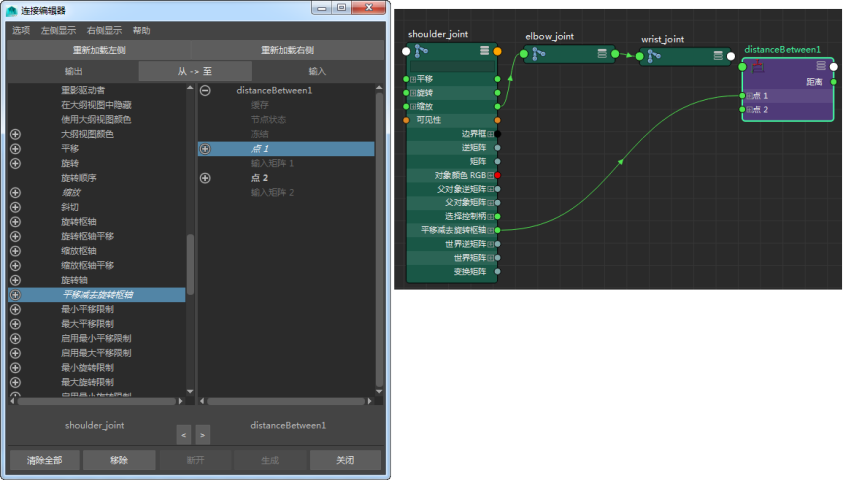 连接编辑器
选项 左侧显示 右侧显示 帮助
重新加载左侧 重新加载右侧
输出 从 -> 至 输入
重影驱动者
在大纲视图中隐藏
使用大纲视图颜色
大纲视图颜色
平移
旋转
旋转顺序
缩放
斜切
旋转枢轴
旋转枢轴平移
缩放枢轴
缩放枢轴平移
旋转轴
平移减去旋转枢轴
最小平移限制
最大平移限制
启用最小平移限制
启用最大平移限制
最小旋转限制
最大旋转限制
启用最小旋转限制
distanceBetween1
缓存
节点状态
冻结
点 1
输入矩阵 1
点 2
输入矩阵 2
shoulder_joint distanceBetween1
< >
清除全部 移除 断开 生成 关闭
shoulder_joint
平移
旋转
缩放
可见性
边界框
逆矩阵
矩阵
对象颜色 RGB
父对象逆矩阵
父对象矩阵
选择控制柄
平移减去旋转枢轴
世界逆矩阵
世界矩阵
变换矩阵
elbow_joint
wrist_joint
distanceBetween1
距离
点 1
点 2